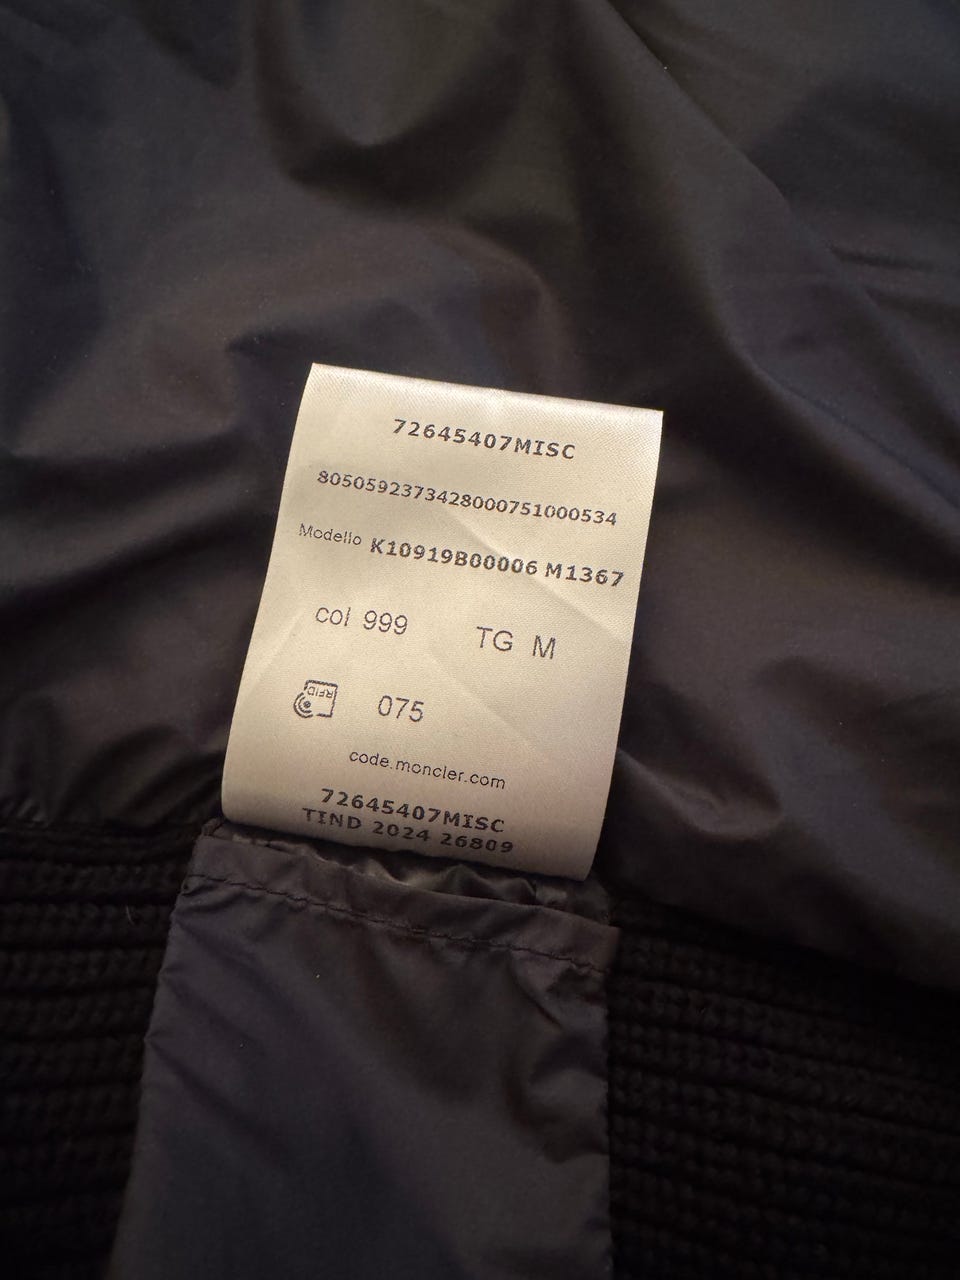 72645407MISC
8050592373428000751000534
Modello K10919B00006 M1367
col 999 TG M
RFID 075
code.moncler.com
72645407MISC
TIND 2024 26809